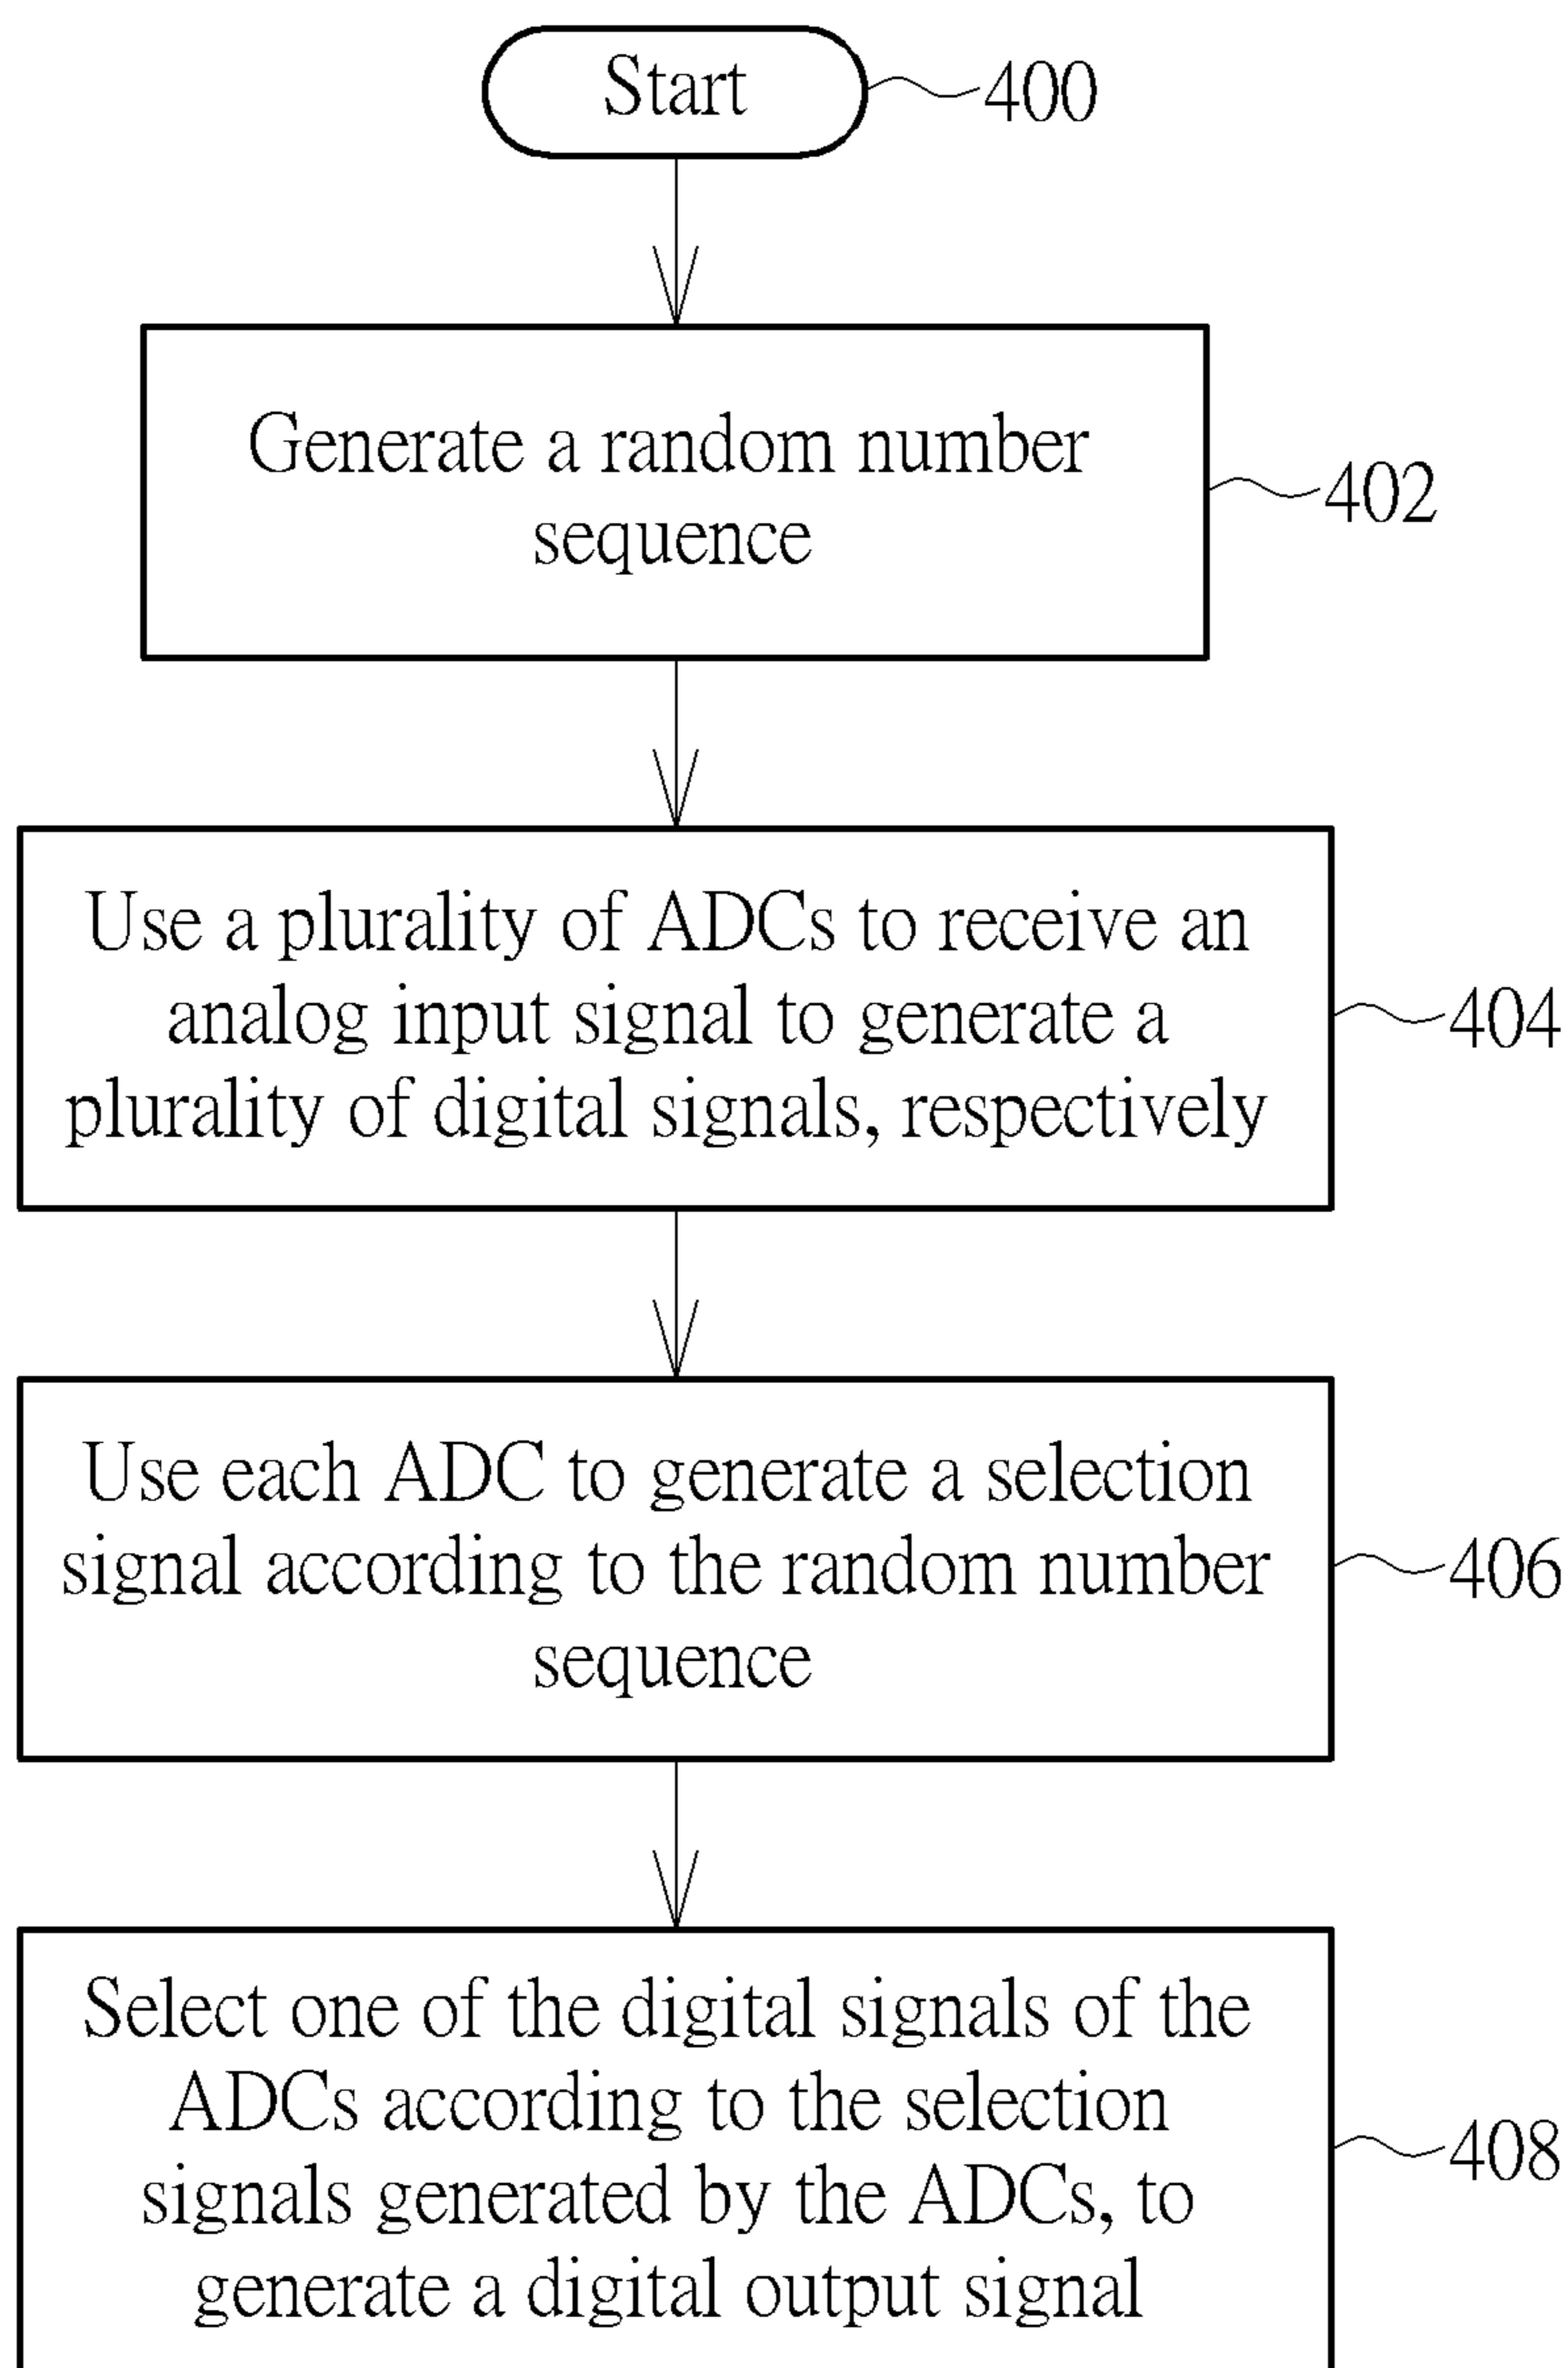 Start
400
Generate a random number
sequence
402
Use a plurality of ADCs to receive an
analog input signal to generate a
plurality of digital signals, respectively
404
Use each ADC to generate a selection
signal according to the random number
sequence
406
Select one of the digital signals of the
ADCs according to the selection
signals generated by the ADCs, to
generate a digital output signal
408